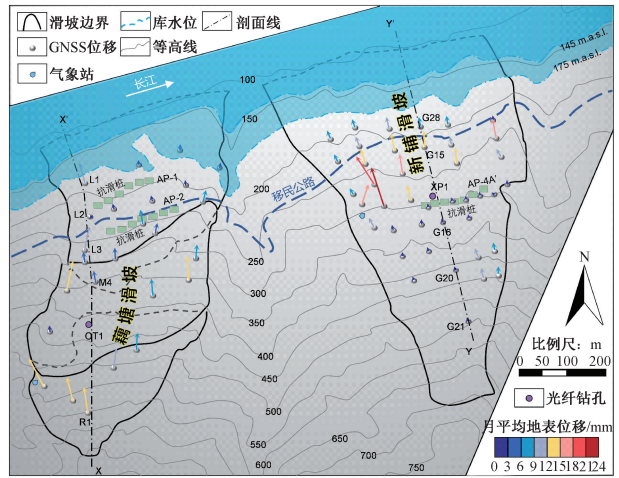 滑坡边界 库水位 剖面线
GNSS位移 等高线
气象站
长江
145 m.a.s.l.
175 m.a.s.l.
Y'
X'
100
150
新铺滑坡
G28
G15
L1
抗滑桩
AP-1
AP-2
L2
抗滑桩
移民公路
200
XP1
AP-4A'
抗滑桩
G16
L3
250
M4
藕塘滑坡
G20
300
OT1
350
G21
Y
400
450
500
R1
550
600
650
700
750
X
N
比例尺：m
0 50 100 200
光纤钻孔
月平均地表位移/mm
0 3 6 9 12151821 24